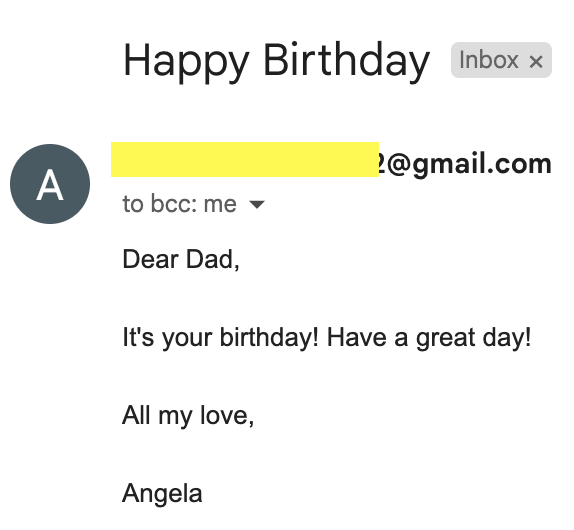 Happy Birthday Inbox ×
A
2@gmail.com
to bcc: me
Dear Dad,
It's your birthday! Have a great day!
All my love,
Angela